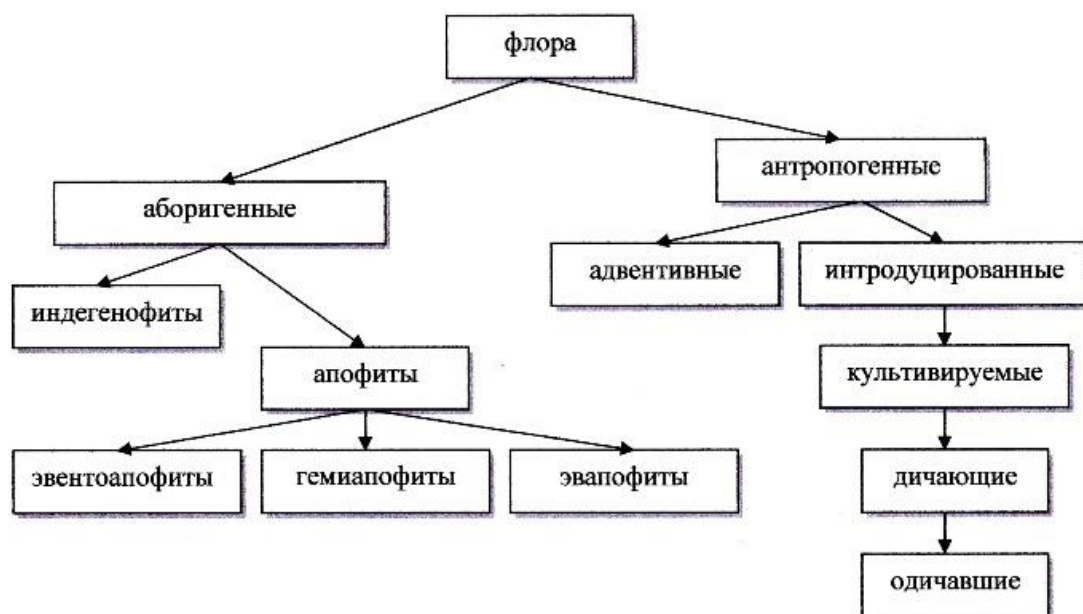 флора
антропогенные
аборигенные
адвентивные
интродуцированные
индегенофиты
апофиты
культивируемые
эвентоапофиты
гемиапофиты
эвапофиты
дичающие
одичавшие